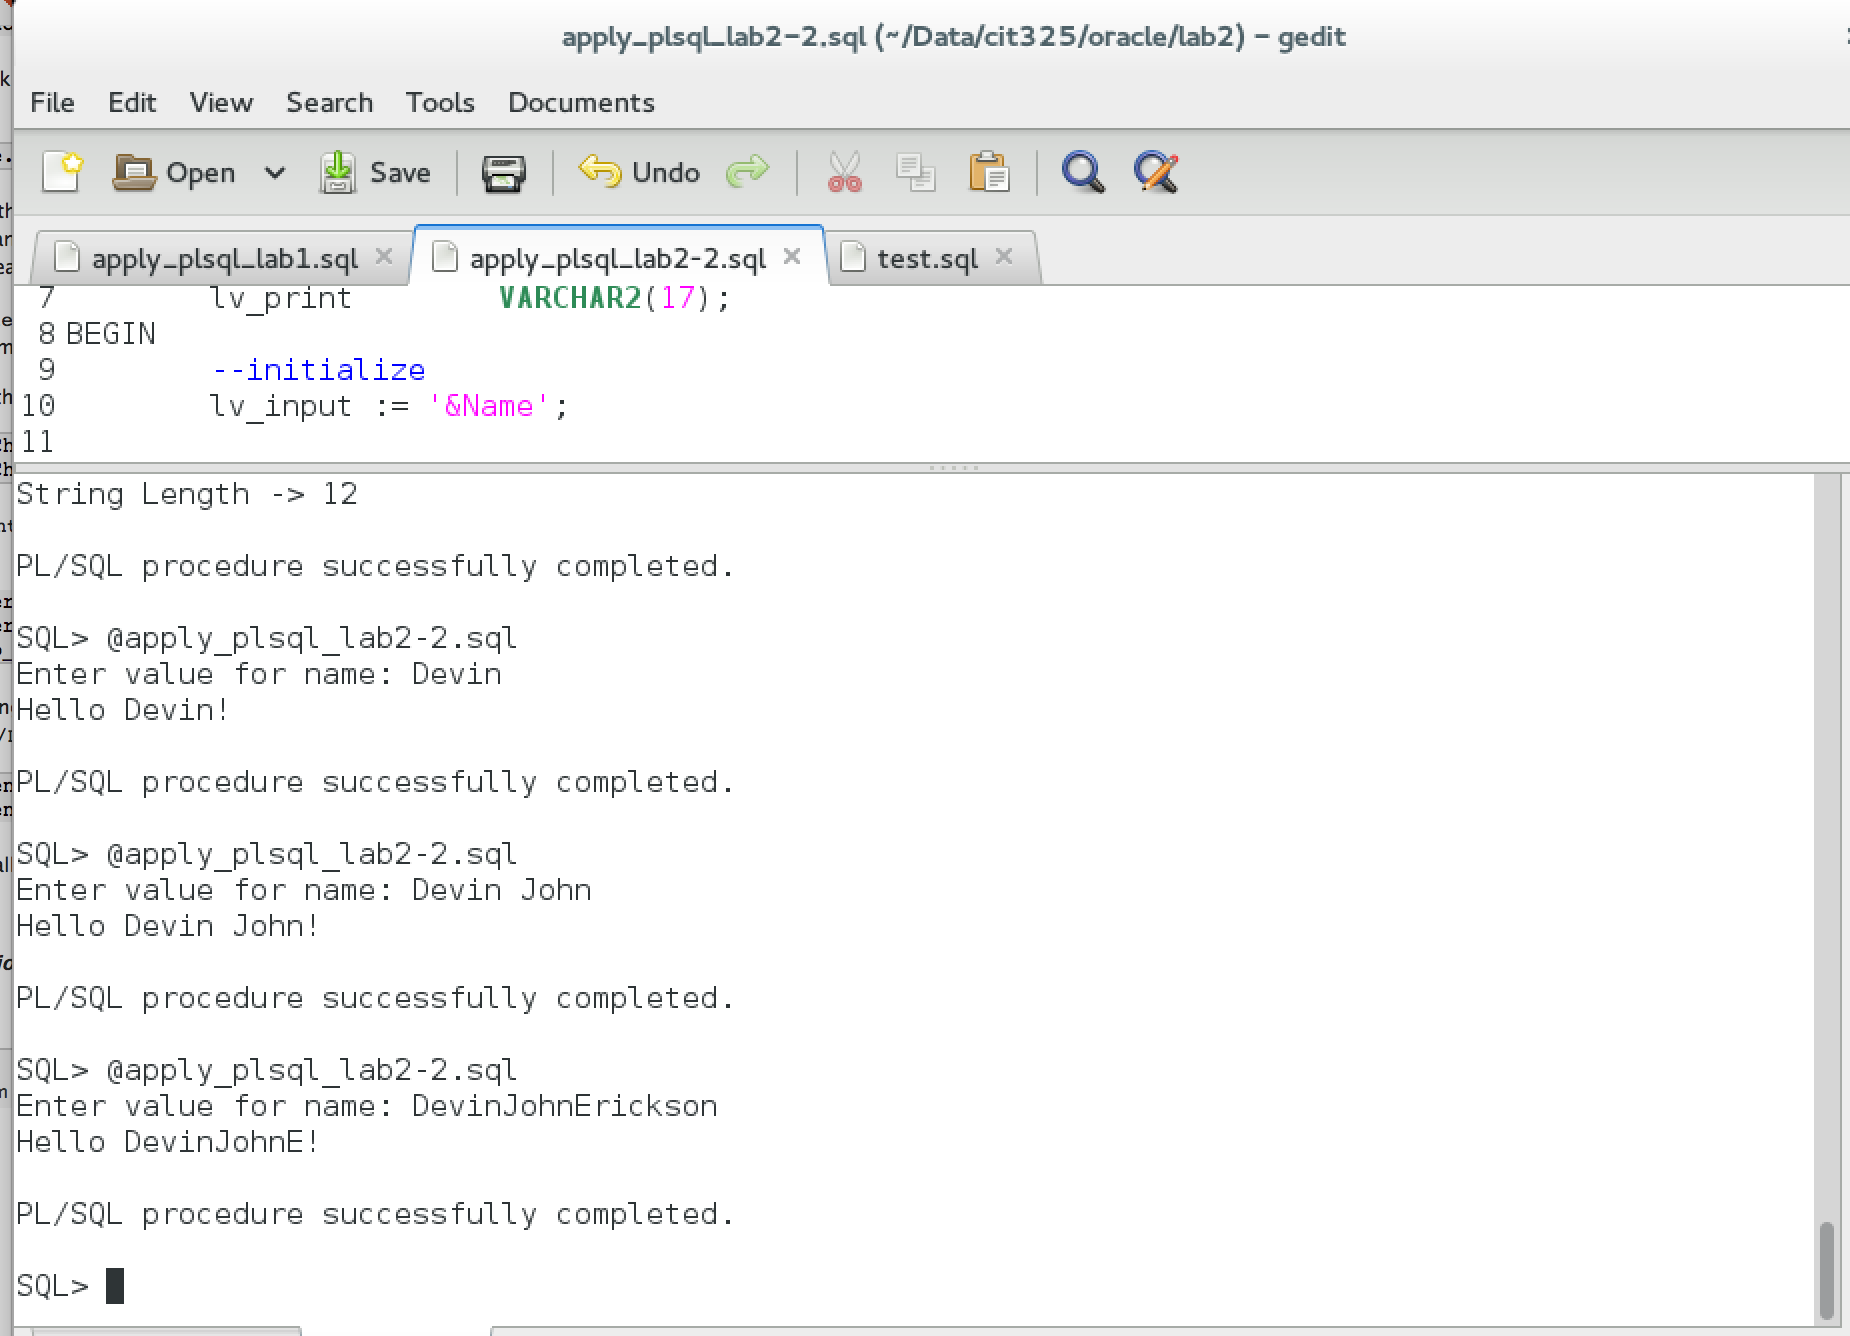 apply_plsql_lab2-2.sql (~/Data/cit325/oracle/lab2) - gedit
File Edit View Search Tools Documents
Open Save Undo
apply_plsql_lab1.sql apply_plsql_lab2-2.sql test.sql
7 lv_print VARCHAR2(17);
8 BEGIN
9 --initialize
10 lv_input := '&Name';
11
String Length -> 12
PL/SQL procedure successfully completed.
SQL> @apply_plsql_lab2-2.sql
Enter value for name: Devin
Hello Devin!
PL/SQL procedure successfully completed.
SQL> @apply_plsql_lab2-2.sql
Enter value for name: Devin John
Hello Devin John!
PL/SQL procedure successfully completed.
SQL> @apply_plsql_lab2-2.sql
Enter value for name: DevinJohnErickson
Hello DevinJohnE!
PL/SQL procedure successfully completed.
SQL>